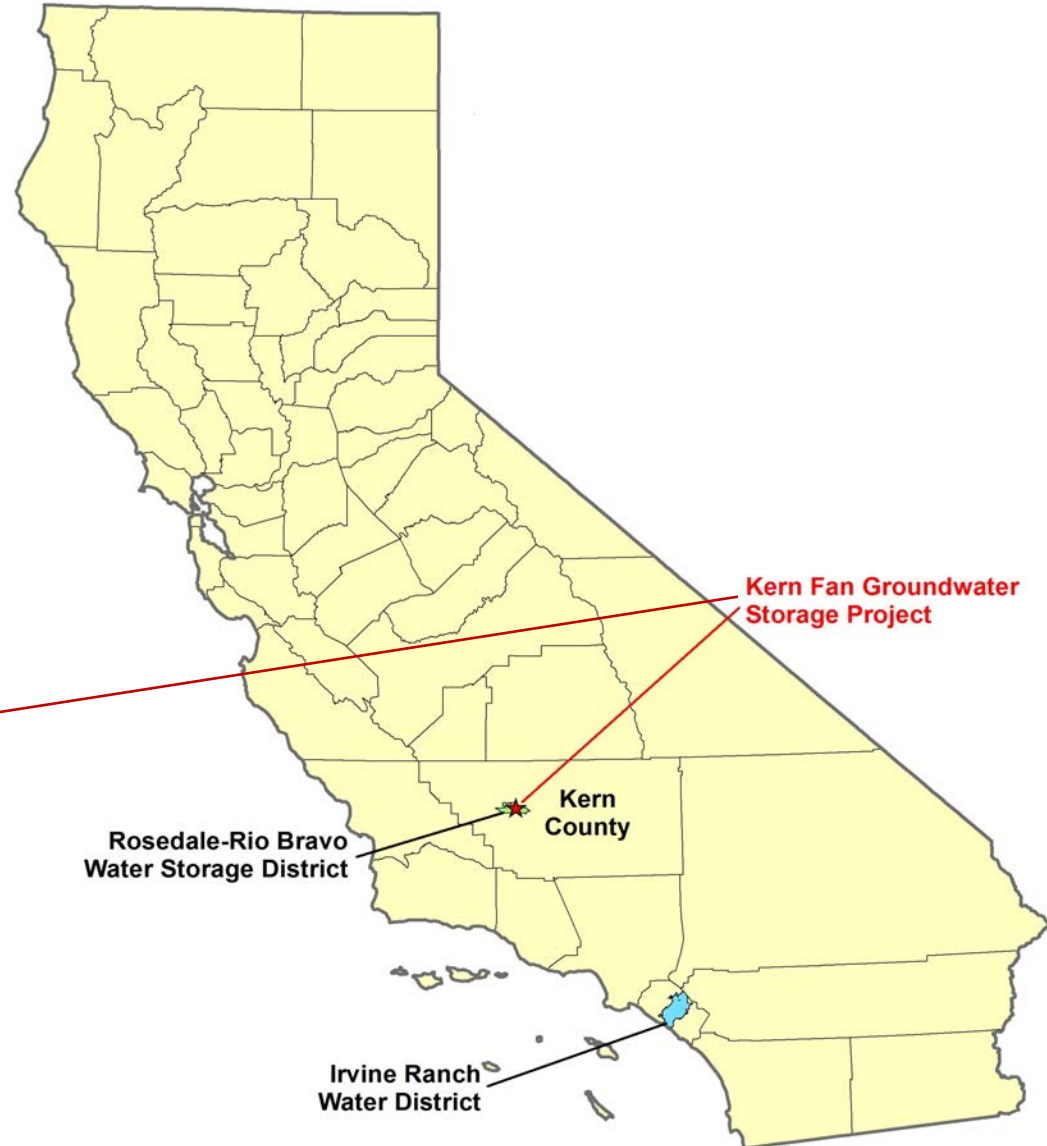 Kern Fan Groundwater
Storage Project
Kern
County
Rosedale-Rio Bravo
Water Storage District
Irvine Ranch
Water District